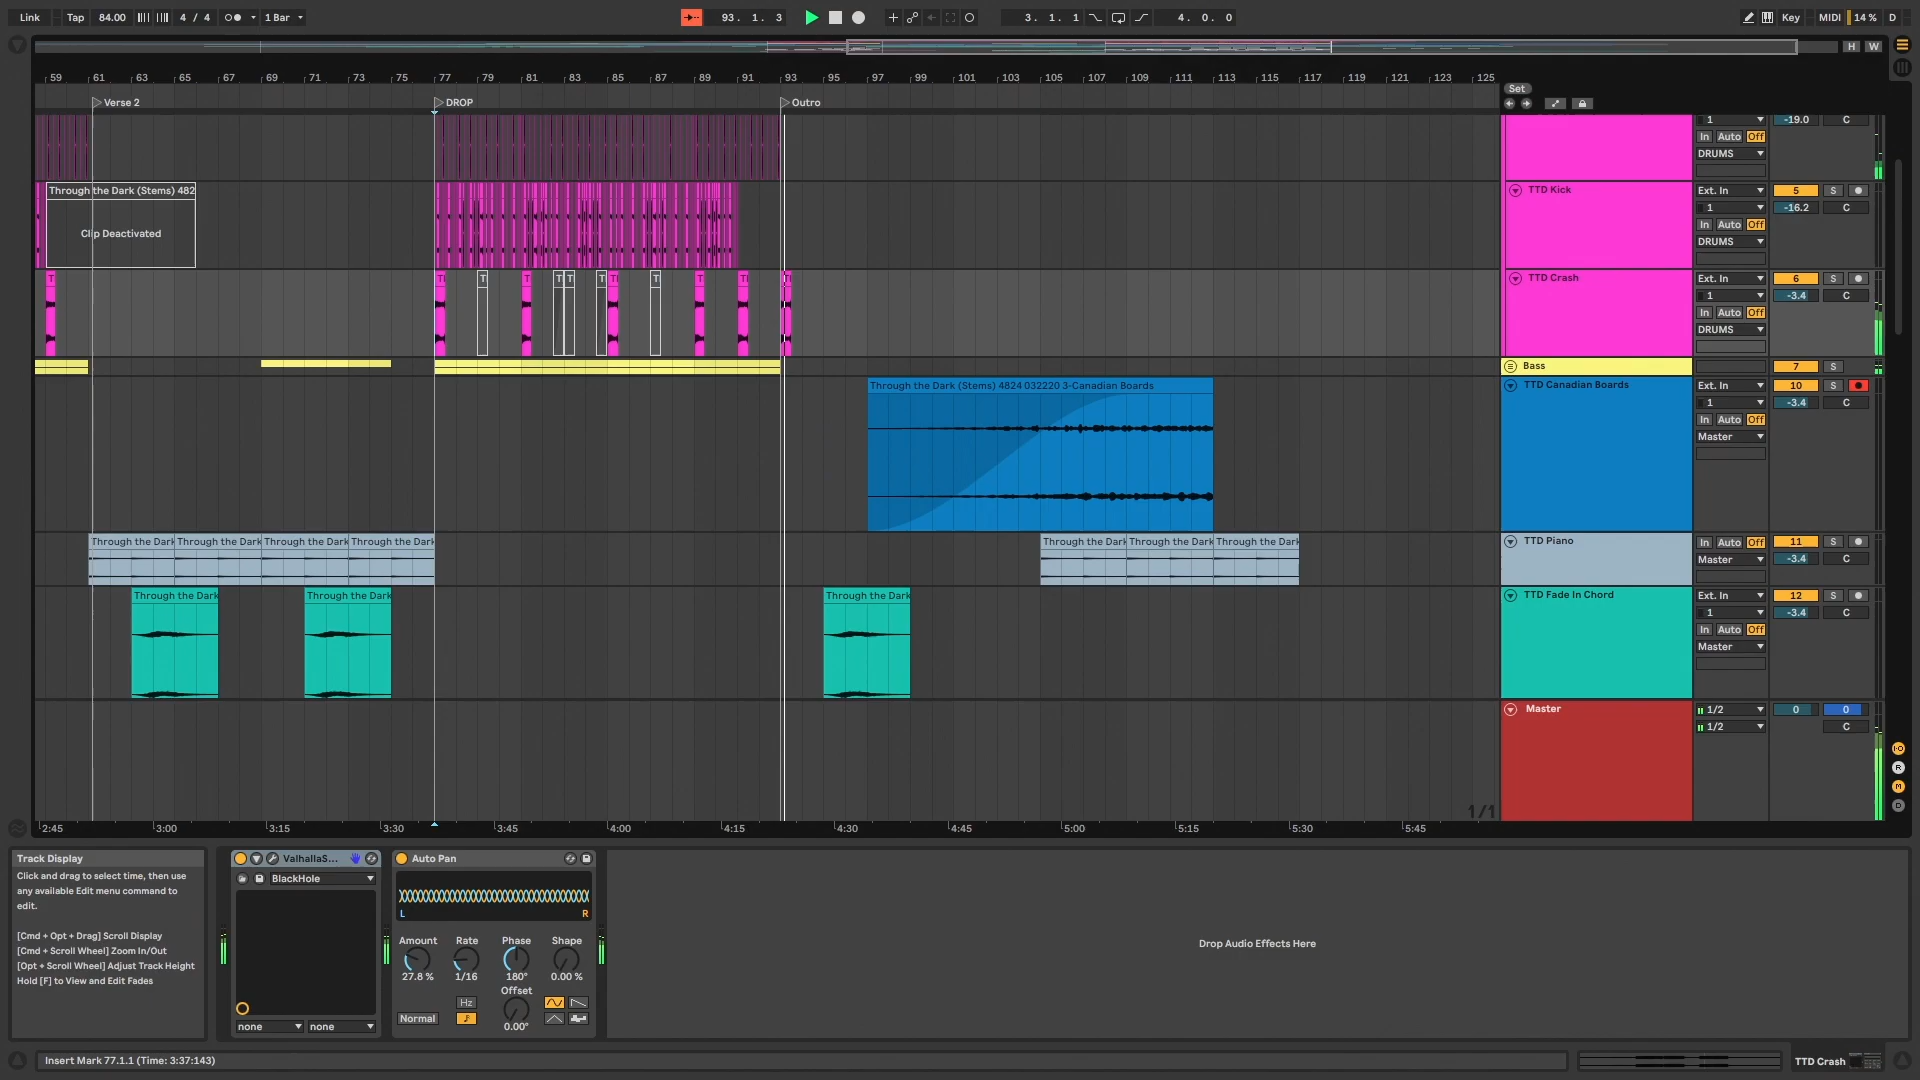 Link Tap 84.00 4 / 4 1 Bar 93. 1. 3 3. 1. 1 4. 0. 0 Key MIDI 14 % D
H W
59 61 63 65 67 69 71 73 75 77 79 81 83 85 87 89 91 93 95 97 99 101 103 105 107 109 111 113 115 117 119 121 123 125
Set
Verse 2 DROP Outro
1 -19.0 C
In Auto Off
DRUMS
Through the Dark (Stems) 482
Clip Deactivated
TTD Kick Ext. In 5 S
1 -16.2 C
In Auto Off
DRUMS
T T T T T T T T T T T T
TTD Crash Ext. In 6 S
1 -3.4 C
In Auto Off
DRUMS
Bass 7 S
Through the Dark (Stems) 4824 032220 3-Canadian Boards
TTD Canadian Boards Ext. In 10 S
1 -3.4 C
In Auto Off
Master
Through the Dark Through the Dark Through the Dark Through the Dark
Through the Dark Through the Dark Through the Dark
TTD Piano In Auto Off 11 S
Master -3.4 C
Through the Dark Through the Dark Through the Dark
TTD Fade In Chord Ext. In 12 S
1 -3.4 C
In Auto Off
Master
Master 1/2 0 0
1/2 C
I·O
R
M
D
1/1
2:45 3:00 3:15 3:30 3:45 4:00 4:15 4:30 4:45 5:00 5:15 5:30 5:45
Track Display
Click and drag to select time, then use
any available Edit menu command to
edit.
[Cmd + Opt + Drag] Scroll Display
[Cmd + Scroll Wheel] Zoom In/Out
[Opt + Scroll Wheel] Adjust Track Height
Hold [F] to View and Edit Fades
ValhallaS...
BlackHole
none none
Auto Pan
L R
Amount Rate Phase Shape
27.8 % 1/16 180° 0.00 %
Offset
Hz
Normal 0.00°
Drop Audio Effects Here
Insert Mark 77.1.1 (Time: 3:37:143)
TTD Crash